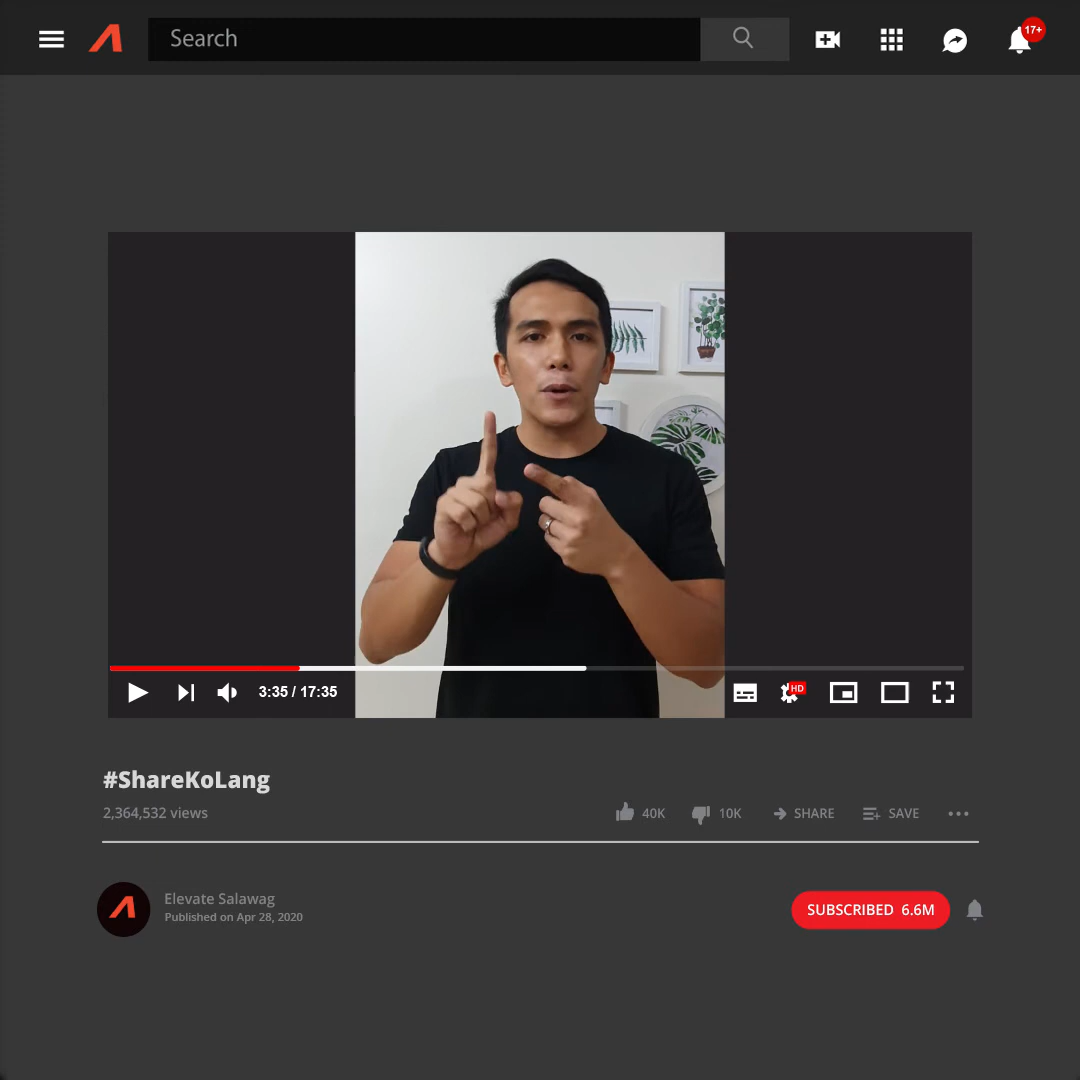 Search
17+
3:35 / 17:35
HD
#ShareKoLang
2,364,532 views
40K
10K
SHARE
SAVE
Elevate Salawag
Published on Apr 28, 2020
SUBSCRIBED 6.6M